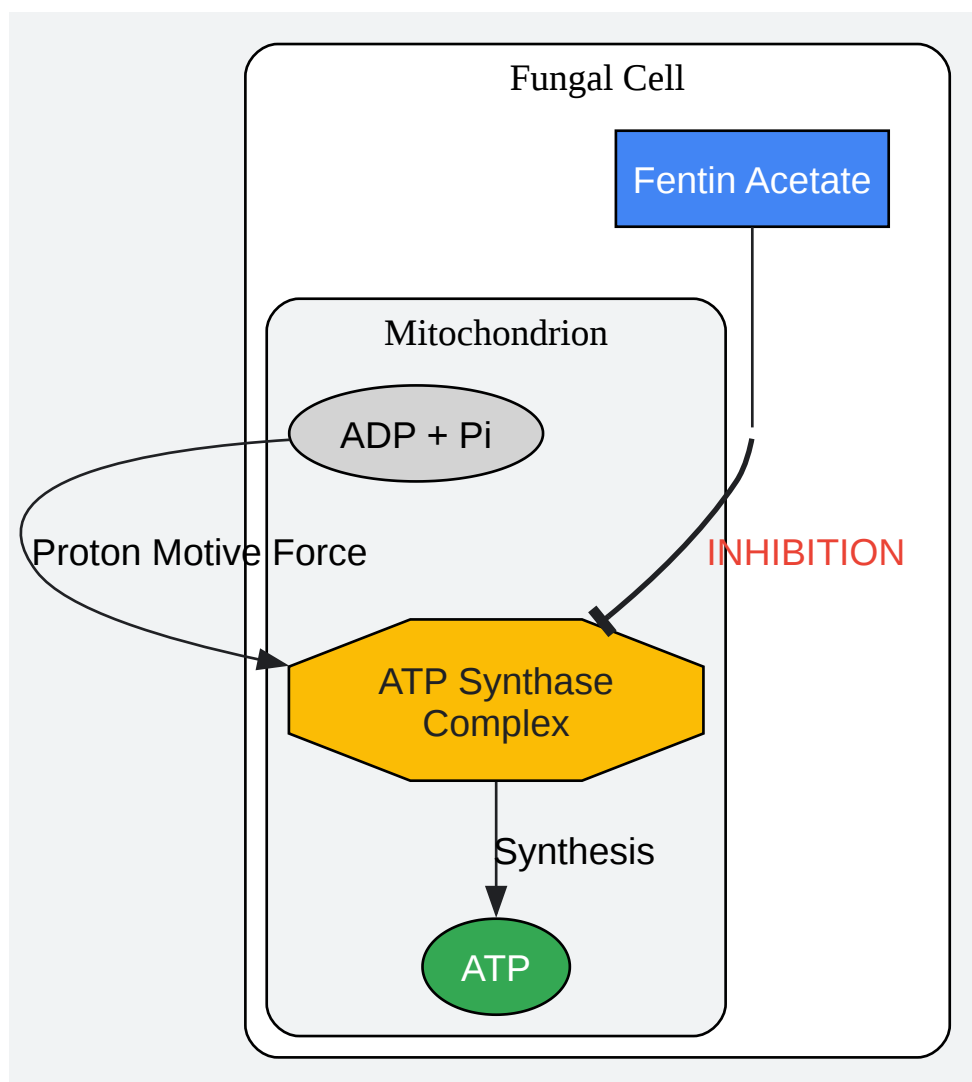 Fungal Cell
Fentin Acetate
Mitochondrion
ADP + Pi
Proton Motive Force
INHIBITION
ATP Synthase
Complex
Synthesis
ATP